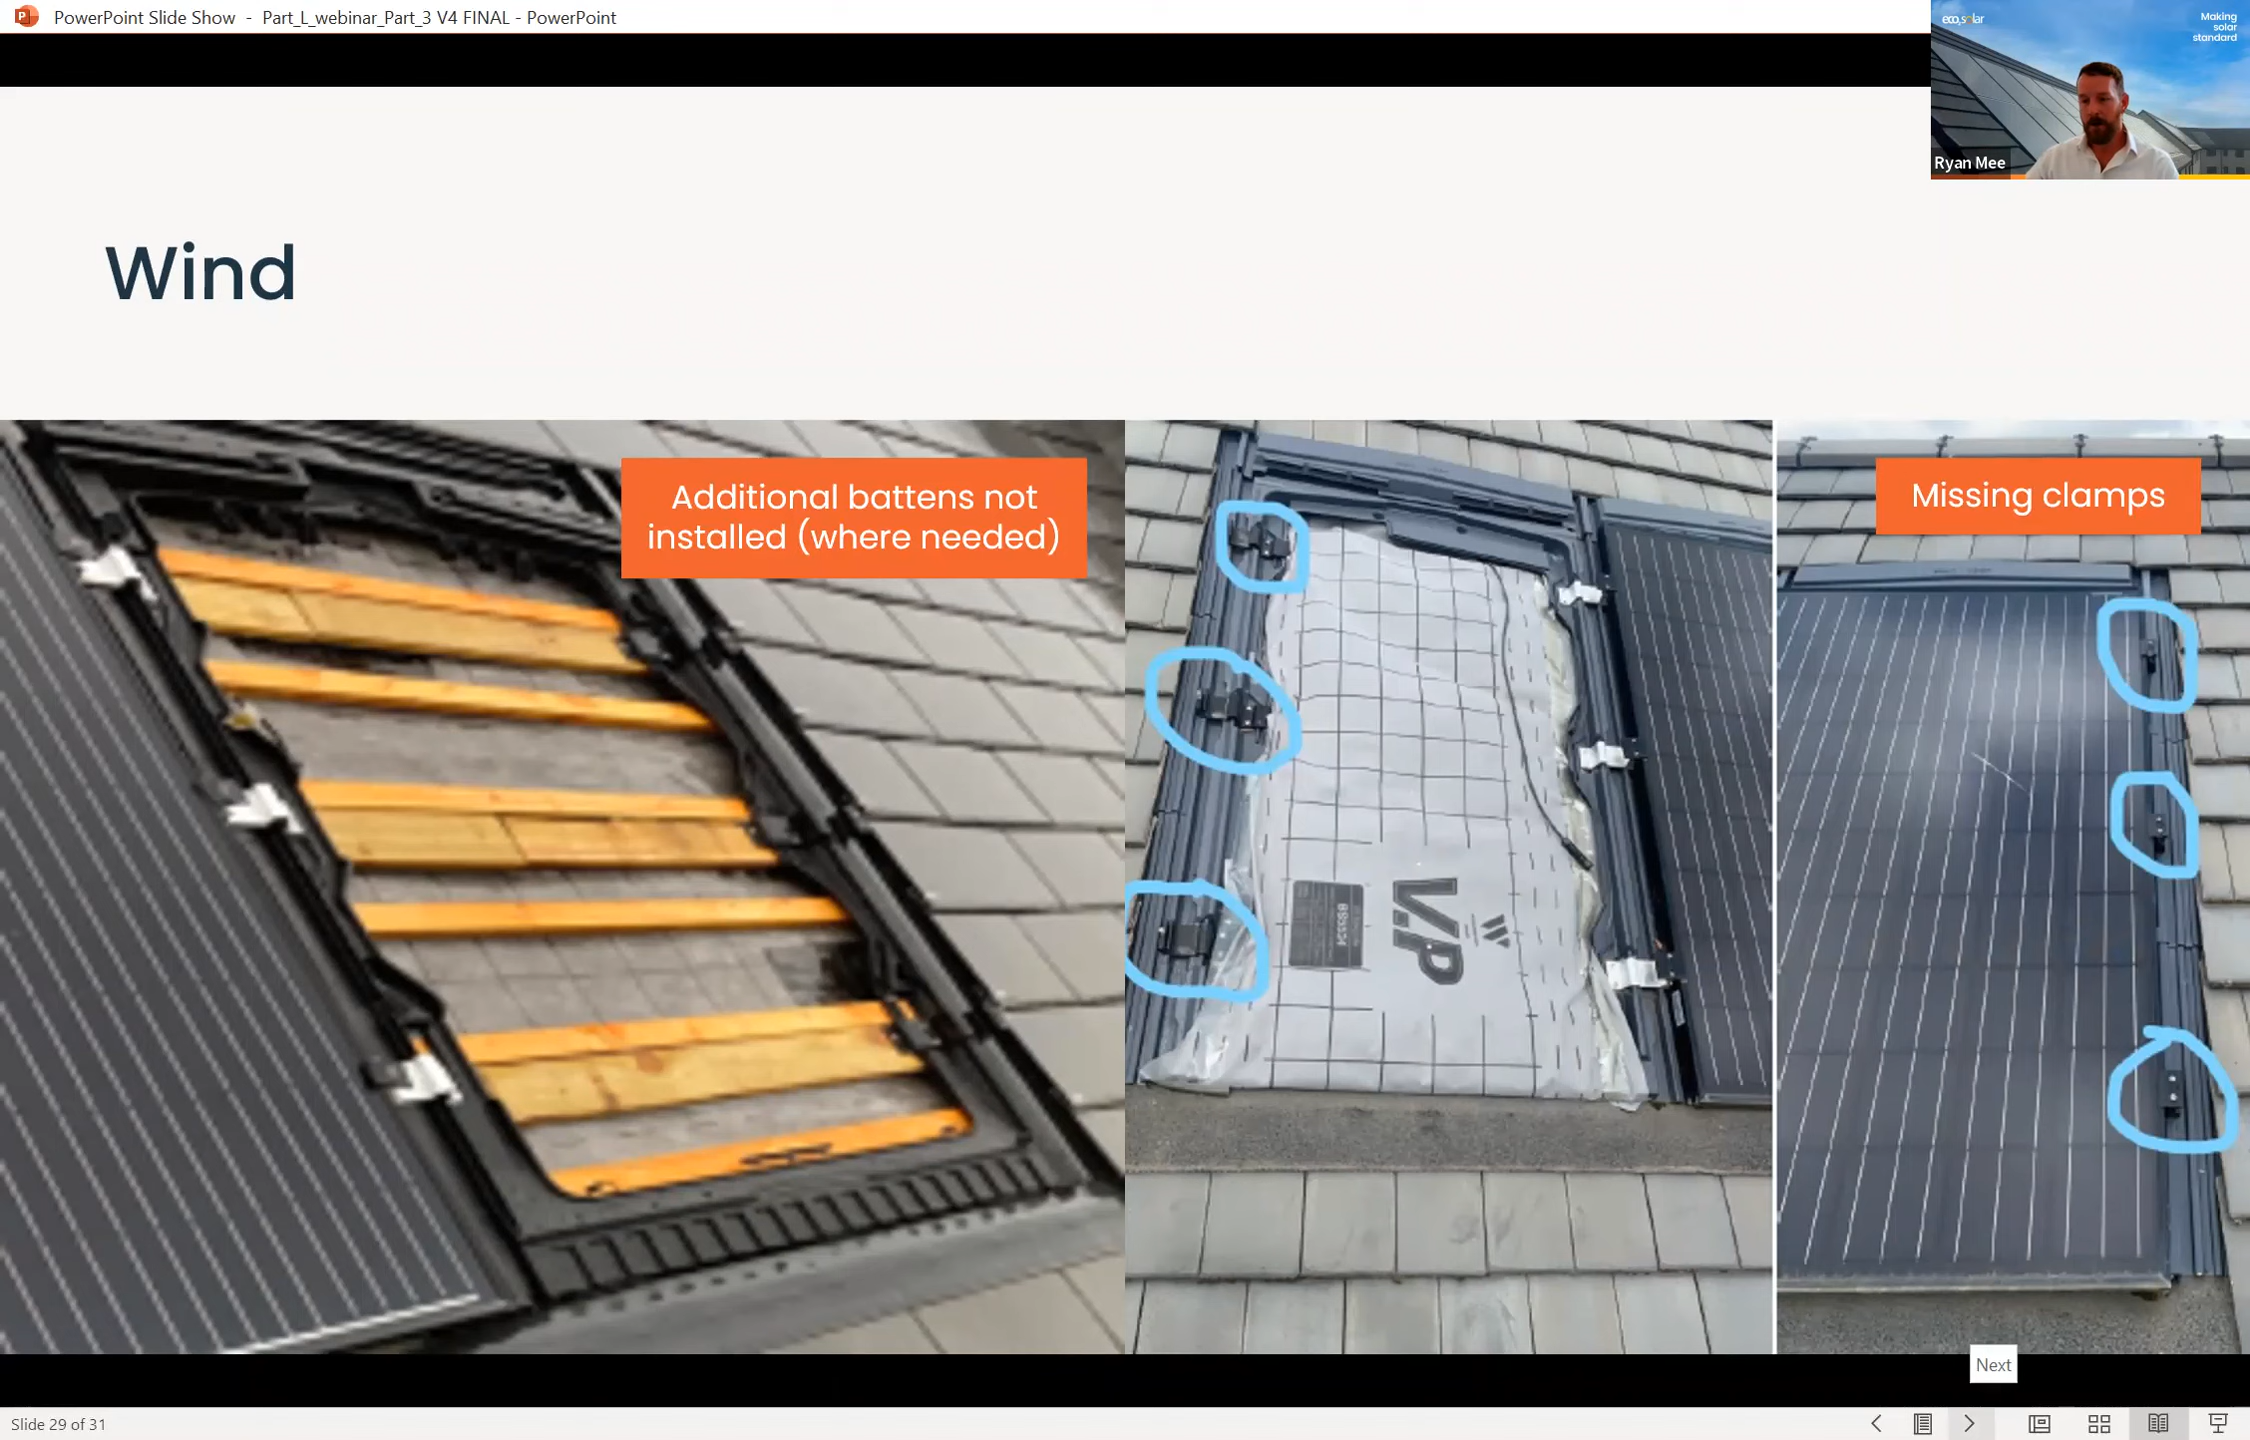 PowerPoint Slide Show - Part_L_webinar_Part_3 V4 FINAL - PowerPoint
eco2solar
Making
solar
standard
Ryan Mee
Wind
Additional battens not
installed (where needed)
Missing clamps
V.P
Next
Slide 29 of 31